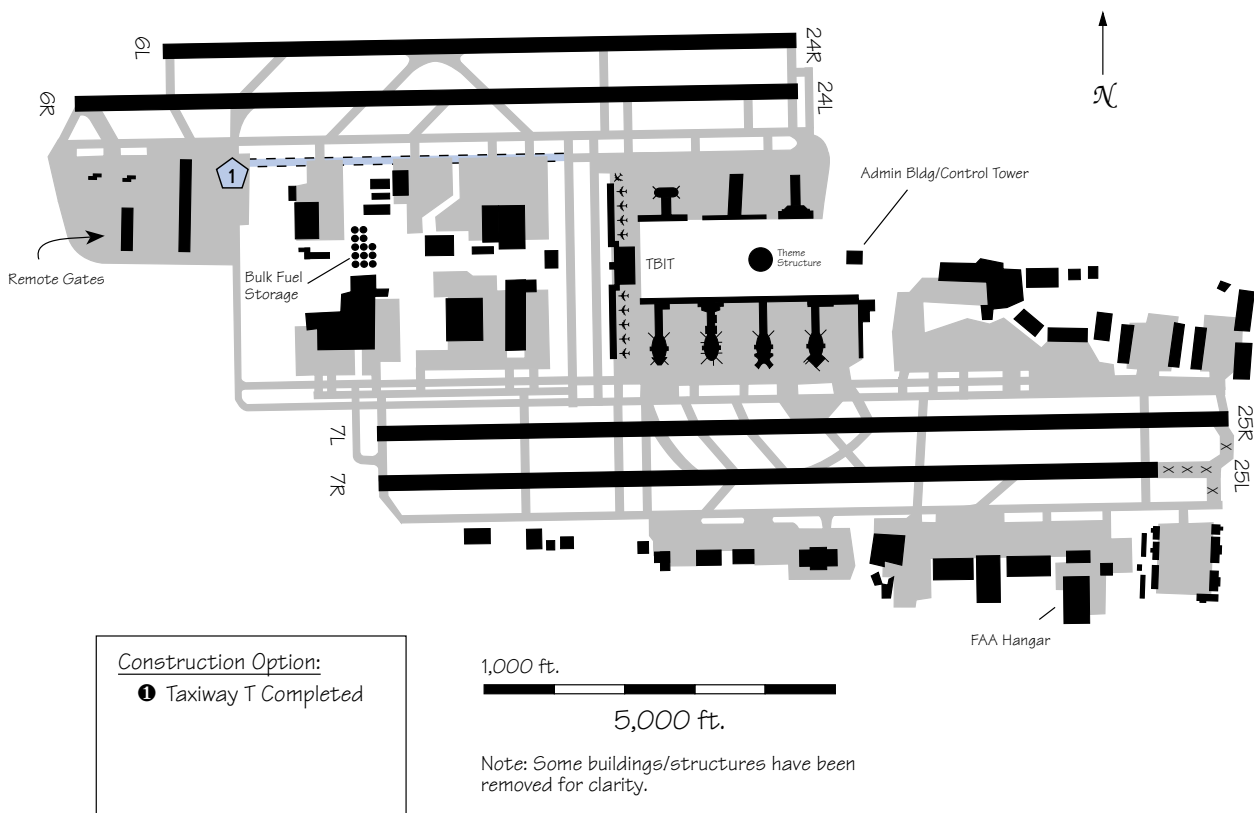 6L
24R
6R
24L
N
1
Admin Bldg/Control Tower
Remote Gates
Bulk Fuel
Storage
TBIT
Theme
Structure
7L
25R
7R
25L
X
X X X
X
FAA Hangar
Construction Option:
❶ Taxiway T Completed
1,000 ft.
5,000 ft.
Note: Some buildings/structures have been
removed for clarity.